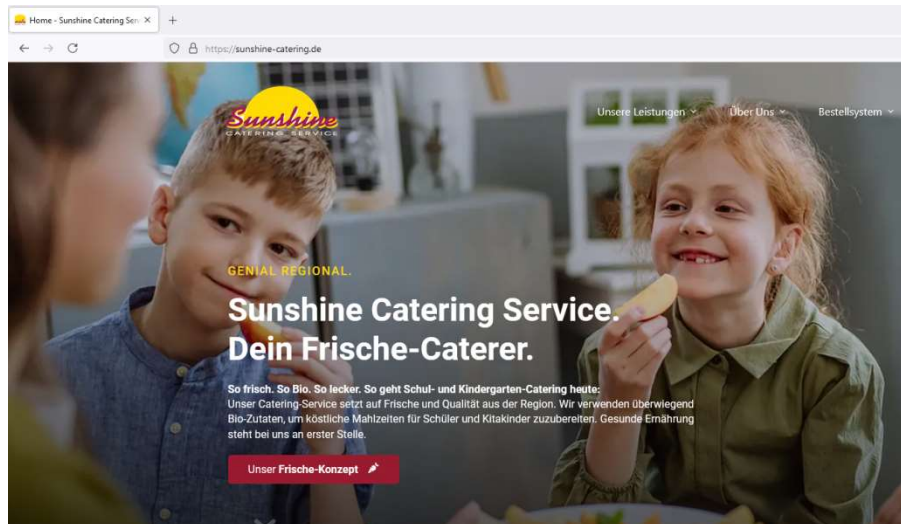 Home - Sunshine Catering Ser
https://sunshine-catering.de
Sunshine
CATERING SERVICE
Unsere Leistungen
Über Uns
Bestellsystem
GENIAL REGIONAL.
Sunshine Catering Service.
Dein Frische-Caterer.
So frisch. So Bio. So lecker. So geht Schul- und Kindergarten-Catering heute:
Unser Catering-Service setzt auf Frische und Qualität aus der Region. Wir verwenden überwiegend
Bio-Zutaten, um köstliche Mahlzeiten für Schüler und Kitakinder zuzubereiten. Gesunde Ernährung
steht bei uns an erster Stelle.
Unser Frische-Konzept